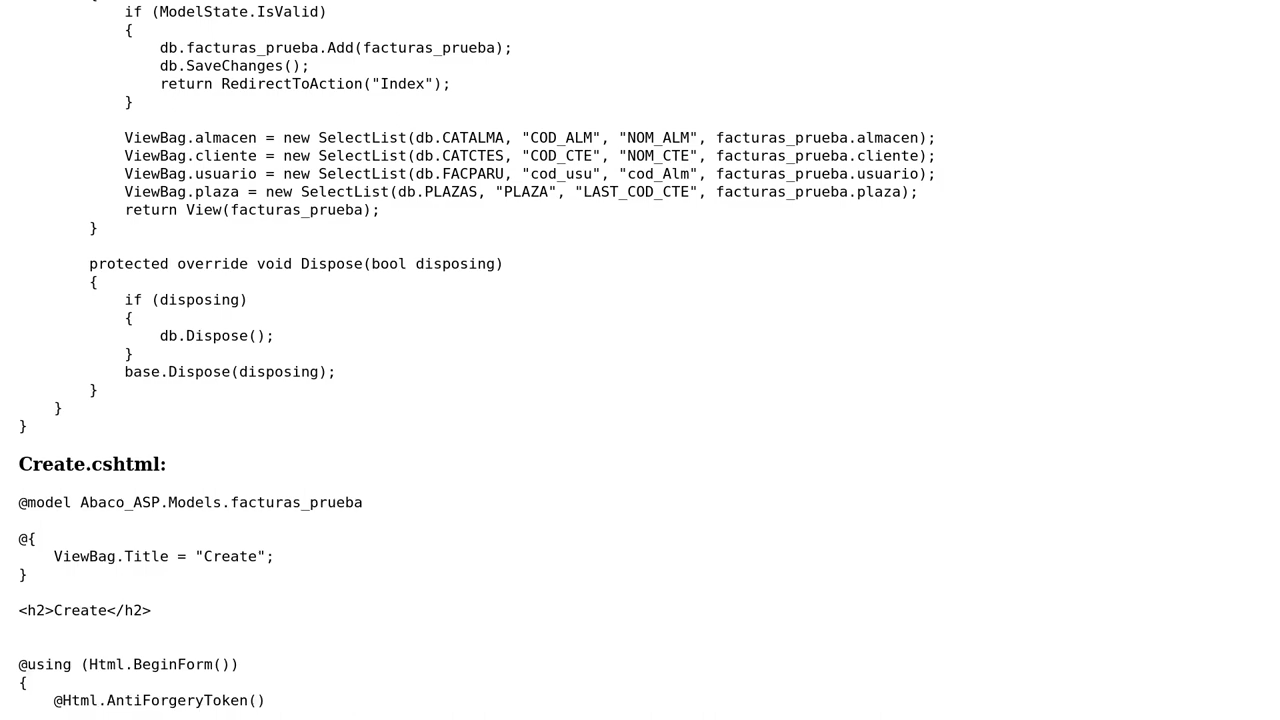 if (ModelState.IsValid)
{
db.facturas_prueba.Add(facturas_prueba);
db.SaveChanges();
return RedirectToAction("Index");
}
ViewBag.almacen = new SelectList(db.CATALMA, "COD_ALM", "NOM_ALM", facturas_prueba.almacen);
ViewBag.cliente = new SelectList(db.CATCTES, "COD_CTE", "NOM_CTE", facturas_prueba.cliente);
ViewBag.usuario = new SelectList(db.FACPARU, "cod_usu", "cod_Alm", facturas_prueba.usuario);
ViewBag.plaza = new SelectList(db.PLAZAS, "PLAZA", "LAST_COD_CTE", facturas_prueba.plaza);
return View(facturas_prueba);
}
protected override void Dispose(bool disposing)
{
if (disposing)
{
db.Dispose();
}
base.Dispose(disposing);
}
}
}
Create.cshtml:
@model Abaco_ASP.Models.facturas_prueba
@{
ViewBag.Title = "Create";
}
<h2>Create</h2>
@using (Html.BeginForm())
{
@Html.AntiForgeryToken()